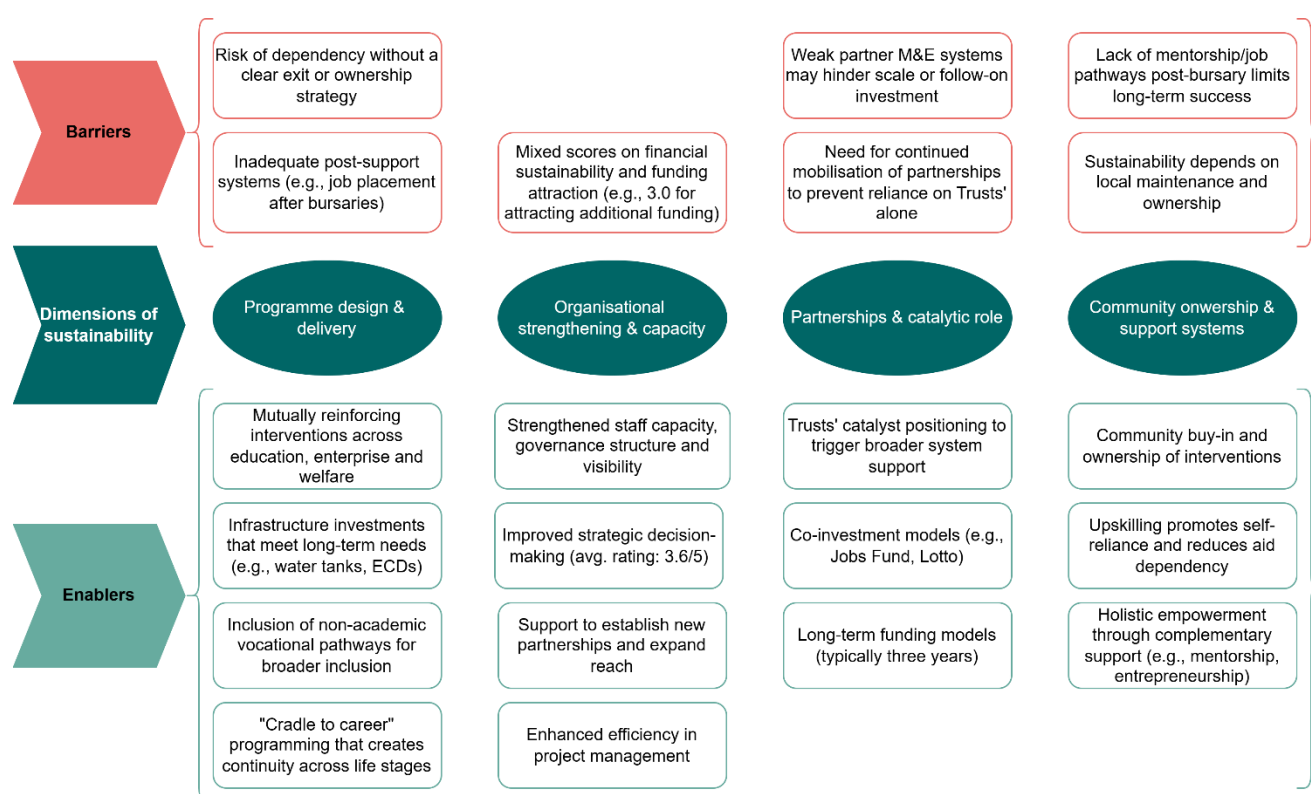 Barriers
Risk of dependency without a
clear exit or ownership
strategy
Weak partner M&E systems
may hinder scale or follow-on
investment
Lack of mentorship/job
pathways post-bursary limits
long-term success
Inadequate post-support
systems (e.g., job placement
after bursaries)
Mixed scores on financial
sustainability and funding
attraction (e.g., 3.0 for
attracting additional funding)
Need for continued
mobilisation of partnerships
to prevent reliance on Trusts'
alone
Sustainability depends on
local maintenance and
ownership
Dimensions of
sustainability
Programme design &
delivery
Organisational
strengthening & capacity
Partnerships & catalytic role
Community onwership &
support systems
Enablers
Mutually reinforcing
interventions across
education, enterprise and
welfare
Strengthened staff capacity,
governance structure and
visibility
Trusts' catalyst positioning to
trigger broader system
support
Community buy-in and
ownership of interventions
Infrastructure investments
that meet long-term needs
(e.g., water tanks, ECDs)
Improved strategic decision-
making (avg. rating: 3.6/5)
Co-investment models (e.g.,
Jobs Fund, Lotto)
Upskilling promotes self-
reliance and reduces aid
dependency
Inclusion of non-academic
vocational pathways for
broader inclusion
Support to establish new
partnerships and expand
reach
Long-term funding models
(typically three years)
Holistic empowerment
through complementary
support (e.g., mentorship,
entrepreneurship)
"Cradle to career"
programming that creates
continuity across life stages
Enhanced efficiency in
project management